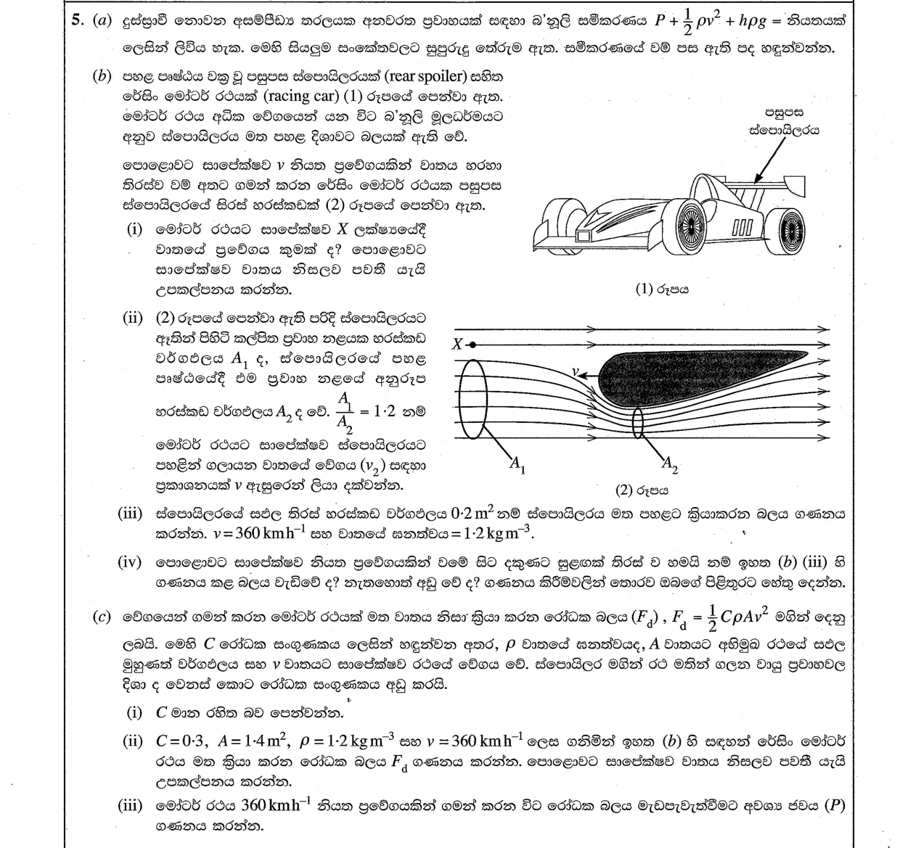 5. (a) දුස්ස්‍රාවී නොවන අසම්පීඩ්‍ය තරලයක අනවරත ප්‍රවාහයක් සඳහා බ'නූලි සමීකරණය P + 1/2 ρv² + hρg = නියතයක්
ලෙසින් ලිවිය හැක. මෙහි සියලුම සංකේතවලට සුපුරුදු තේරුම ඇත. සමීකරණයේ වම් පස ඇති පද හඳුන්වන්න.
(b) පහළ පෘෂ්ඨය වක්‍ර වූ පසුපස ස්පොයිලරයක් (rear spoiler) සහිත
රේසිං මෝටර් රථයක් (racing car) (1) රූපයේ පෙන්වා ඇත.
මෝටර් රථය අධික වේගයෙන් යන විට බ'නූලි මූලධර්මයට
අනුව ස්පොයිලරය මත පහළ දිශාවට බලයක් ඇති වේ.
පොළොවට සාපේක්ෂව v නියත ප්‍රවේගයකින් වාතය හරහා
තිරස්ව වම් අතට ගමන් කරන රේසිං මෝටර් රථයක පසුපස
ස්පොයිලරයේ සිරස් හරස්කඩක් (2) රූපයේ පෙන්වා ඇත.
(i) මෝටර් රථයට සාපේක්ෂව X ලක්ෂ්‍යයේදී
වාතයේ ප්‍රවේගය කුමක් ද? පොළොවට
සාපේක්ෂව වාතය නිසලව පවතී යැයි
උපකල්පනය කරන්න.
පසුපස
ස්පොයිලරය
(1) රූපය
(ii) (2) රූපයේ පෙන්වා ඇති පරිදි ස්පොයිලරයට
ඈතින් පිහිටි කල්පිත ප්‍රවාහ නළයක හරස්කඩ
වර්ගඵලය A₁ ද, ස්පොයිලරයේ පහළ
පෘෂ්ඨයේදී එම ප්‍රවාහ නළයේ අනුරූප
හරස්කඩ වර්ගඵලය A₂ ද වේ. A₁/A₂ = 1·2 නම්
මෝටර් රථයට සාපේක්ෂව ස්පොයිලරයට
පහළින් ගලායන වාතයේ වේගය (v₂) සඳහා
ප්‍රකාශනයක් v ඇසුරෙන් ලියා දක්වන්න.
X
v
A₁
A₂
(2) රූපය
(iii) ස්පොයිලරයේ සඵල තිරස් හරස්කඩ වර්ගඵලය 0·2 m² නම් ස්පොයිලරය මත පහළට ක්‍රියාකරන බලය ගණනය
කරන්න. v = 360 km h⁻¹ සහ වාතයේ ඝනත්වය = 1·2 kg m⁻³.
(iv) පොළොවට සාපේක්ෂව නියත ප්‍රවේගයකින් වමේ සිට දකුණට සුළඟක් තිරස් ව හමයි නම් ඉහත (b) (iii) හි
ගණනය කළ බලය වැඩිවේ ද? නැතහොත් අඩු වේ ද? ගණනය කිරීම්වලින් තොරව ඔබගේ පිළිතුරට හේතු දෙන්න.
(c) වේගයෙන් ගමන් කරන මෝටර් රථයක් මත වාතය නිසා ක්‍රියා කරන රෝධක බලය (F_d), F_d = 1/2 CρAv² මගින් දෙනු
ලබයි. මෙහි C රෝධක සංගුණකය ලෙසින් හඳුන්වන අතර, ρ වාතයේ ඝනත්වයද, A වාතයට අභිමුඛ රථයේ සඵල
මුහුණත් වර්ගඵලය සහ v වාතයට සාපේක්ෂව රථයේ වේගය වේ. ස්පොයිලර මගින් රථ මතින් ගලන වායු ප්‍රවාහවල
දිශා ද වෙනස් කොට රෝධක සංගුණකය අඩු කරයි.
(i) C මාන රහිත බව පෙන්වන්න.
(ii) C = 0·3, A = 1·4 m², ρ = 1·2 kg m⁻³ සහ v = 360 km h⁻¹ ලෙස ගනිමින් ඉහත (b) හි සඳහන් රේසිං මෝටර්
රථය මත ක්‍රියා කරන රෝධක බලය F_d ගණනය කරන්න. පොළොවට සාපේක්ෂව වාතය නිසලව පවතී යැයි
උපකල්පනය කරන්න.
(iii) මෝටර් රථය 360 km h⁻¹ නියත ප්‍රවේගයකින් ගමන් කරන විට රෝධක බලය මැඩපැවැත්වීමට අවශ්‍ය ජවය (P)
ගණනය කරන්න.